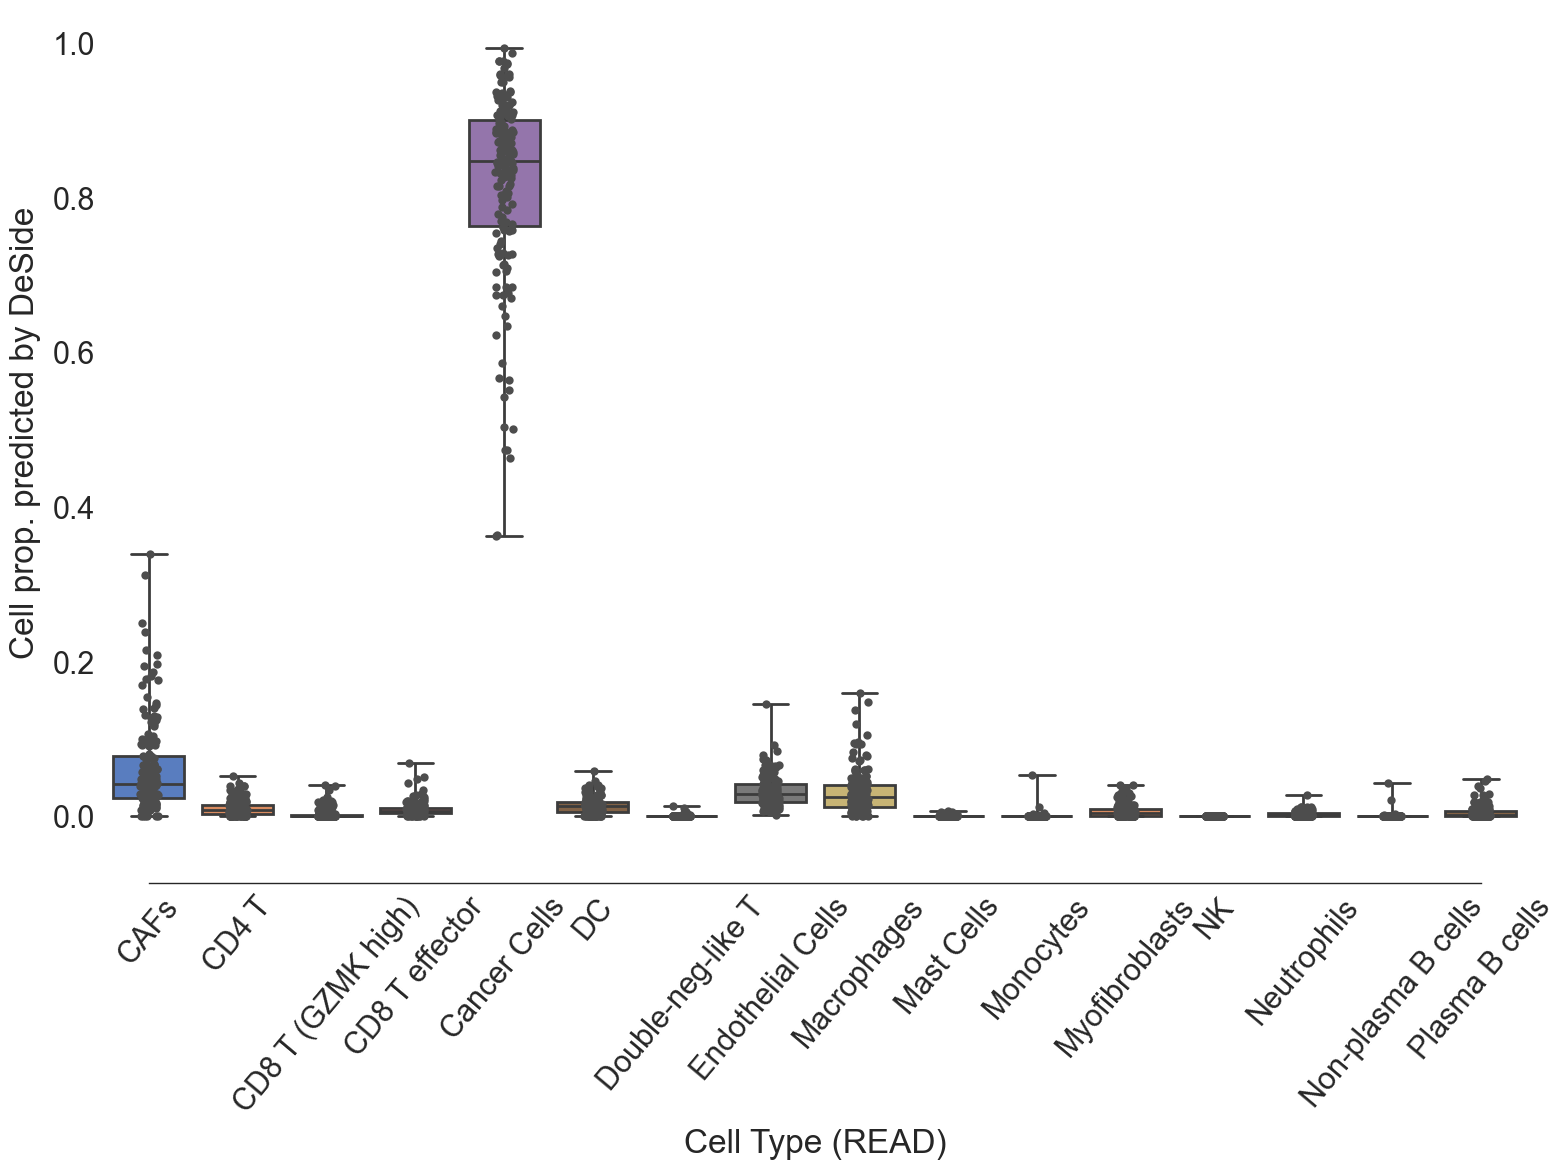 Cell prop. predicted by DeSide
1.0
0.8
0.6
0.4
0.2
0.0
CAFs
CD4 T
CD8 T (GZMK high)
CD8 T effector
Cancer Cells
DC
Double-neg-like T
Endothelial Cells
Macrophages
Mast Cells
Monocytes
Myofibroblasts
NK
Neutrophils
Non-plasma B cells
Plasma B cells
Cell Type (READ)